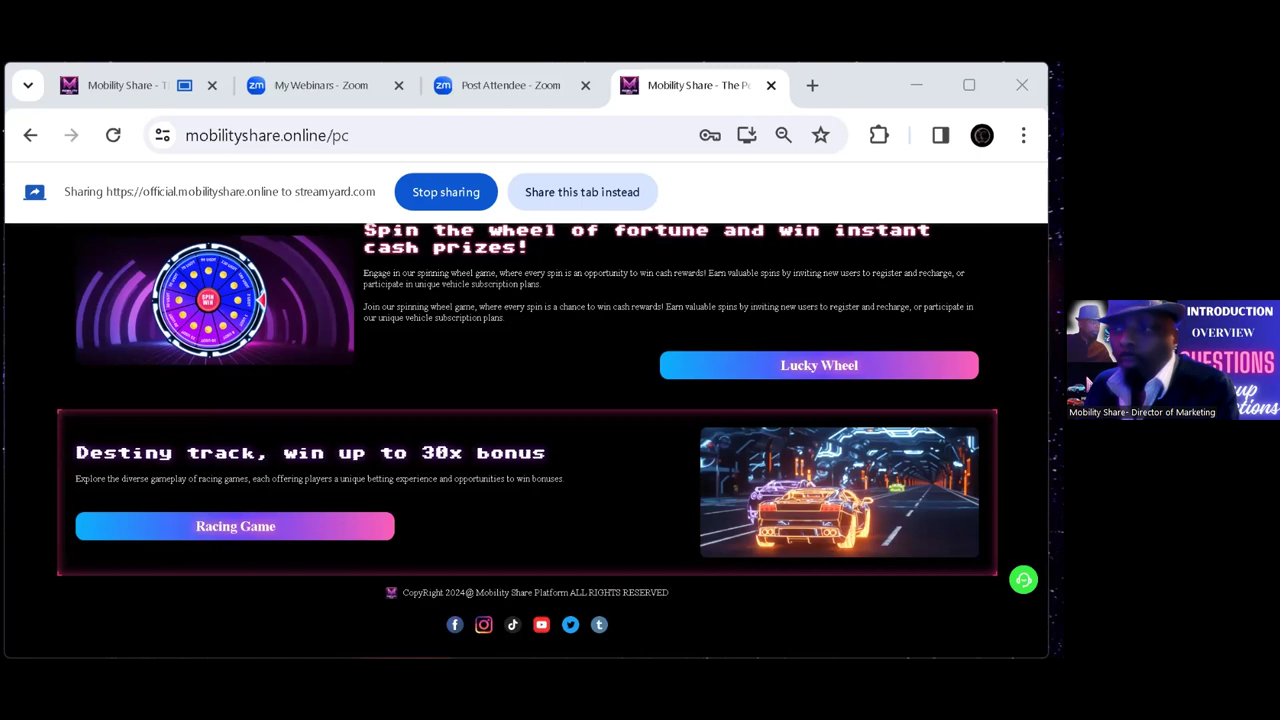 Mobility Share - T
My Webinars - Zoom
Post Attendee - Zoom
Mobility Share - The Po
mobilityshare.online/pc
Sharing https://official.mobilityshare.online to streamyard.com
Stop sharing
Share this tab instead
Spin the wheel of fortune and win instant
cash prizes!
Engage in our spinning wheel game, where every spin is an opportunity to win cash rewards! Earn valuable spins by inviting new users to register and recharge, or
participate in unique vehicle subscription plans.
Join our spinning wheel game, where every spin is a chance to win cash rewards! Earn valuable spins by inviting new users to register and recharge, or participate in
our unique vehicle subscription plans.
SPIN
WIN
Lucky Wheel
Destiny track, win up to 30x bonus
Explore the diverse gameplay of racing games, each offering players a unique betting experience and opportunities to win bonuses.
Racing Game
CopyRight 2024@ Mobility Share Platform ALL RIGHTS RESERVED
INTRODUCTION
OVERVIEW
UESTIONS
Mobility Share- Director of Marketing